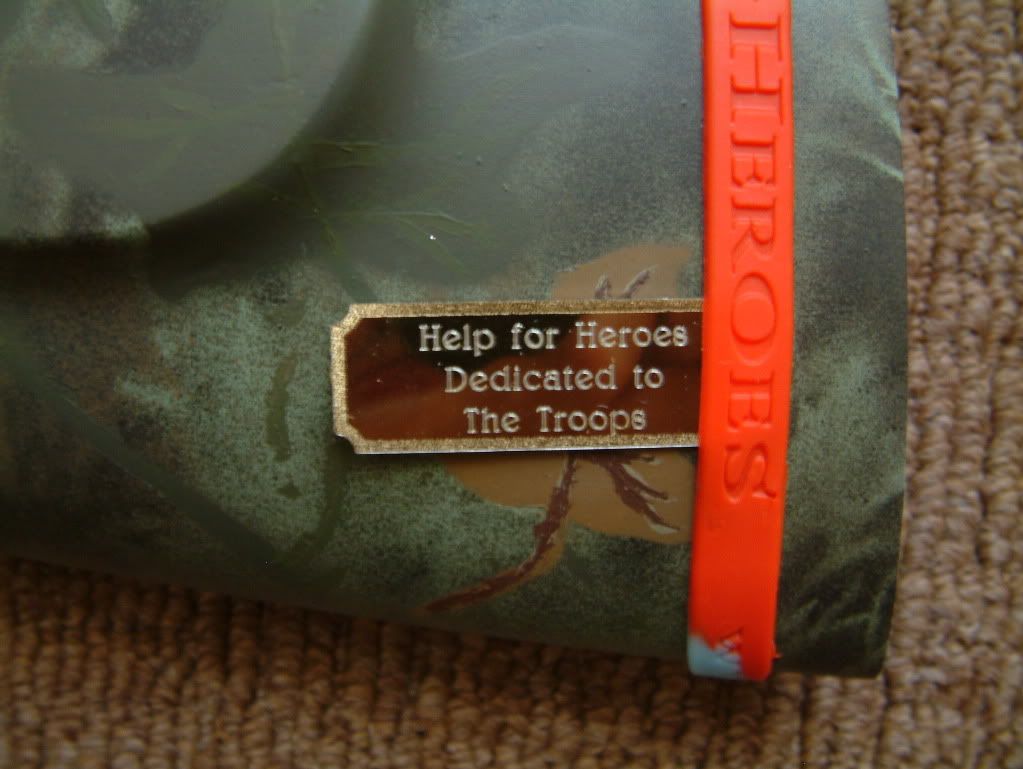 Help for Heroes
Dedicated to
The Troops
HEROES